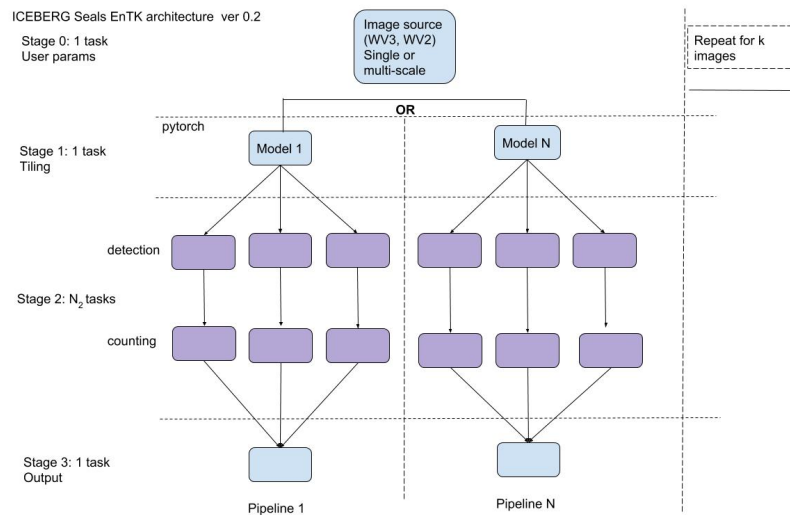 ICEBERG Seals EnTK architecture ver 0.2
Stage 0: 1 task
User params
Image source
(WV3, WV2)
Single or
multi-scale
Repeat for k
images
OR
pytorch
Stage 1: 1 task
Tiling
Model 1
Model N
detection
Stage 2: N₂ tasks
counting
Stage 3: 1 task
Output
Pipeline 1
Pipeline N